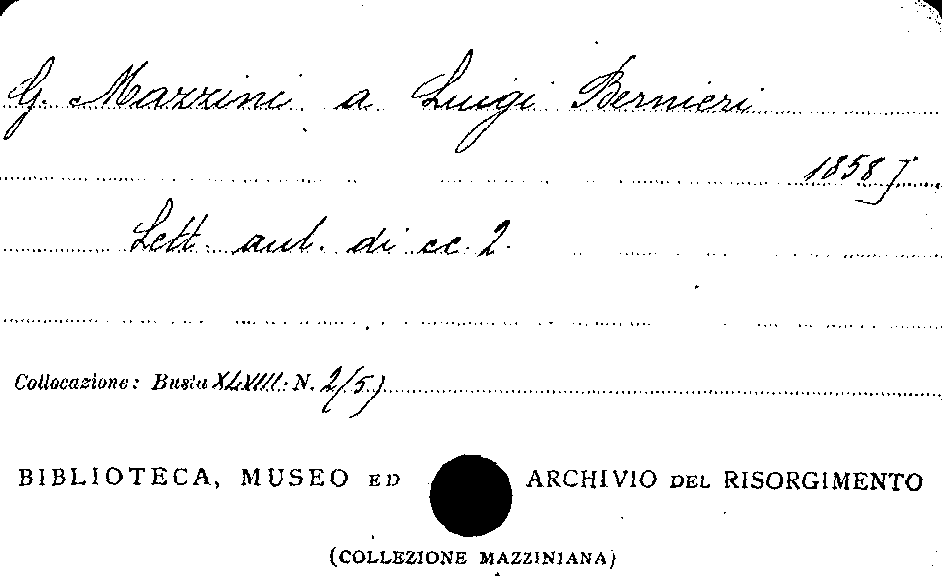 G. Mazzini a Luigi Bernieri
1858]
Lett. aut. di cc. 2.
Collocazione: Busta XLVIII: N. 2(5)
BIBLIOTECA, MUSEO ED ARCHIVIO DEL RISORGIMENTO
(COLLEZIONE MAZZINIANA)